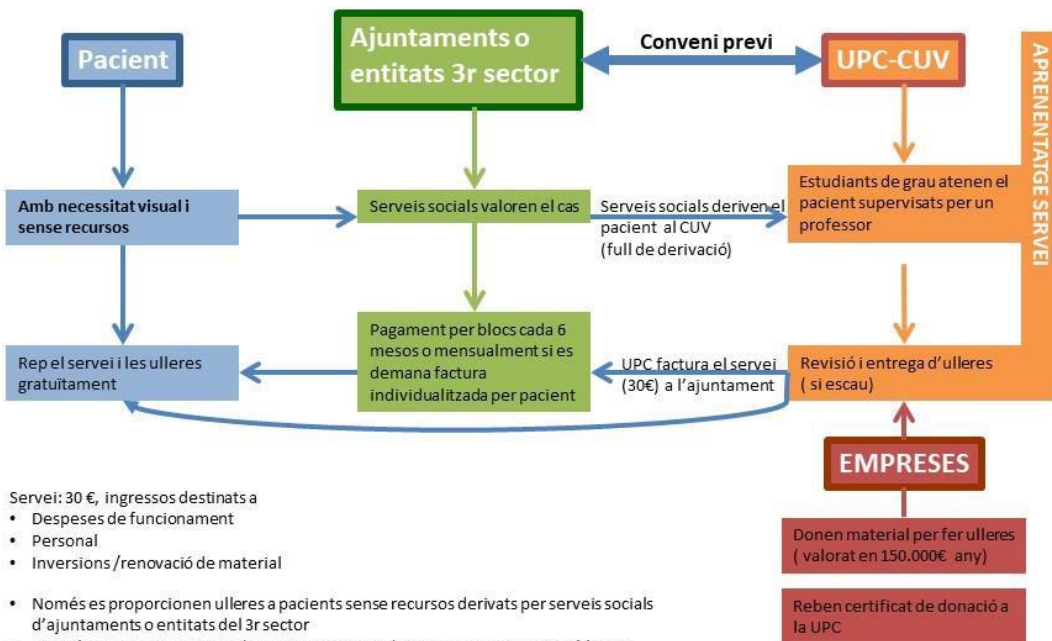 Pacient
Ajuntaments o
entitats 3r sector
Conveni previ
UPC-CUV
APRENENTATGE SERVEI
Amb necessitat visual i
sense recursos
Serveis socials valoren el cas
Serveis socials deriven el
pacient al CUV
(full de derivació)
Estudiants de grau atenen el
pacient supervisats per un
professor
Rep el servei i les ulleres
gratuïtament
Pagament per blocs cada 6
mesos o mensualment si es
demana factura
individualitzada per pacient
UPC factura el servei
(30€) a l'ajuntament
Revisió i entrega d'ulleres
( si escau)
EMPRESES
Donen material per fer ulleres
( valorat en 150.000€ any)
Reben certificat de donació a
la UPC
Servei: 30 €, ingressos destinats a
• Despeses de funcionament
• Personal
• Inversions /renovació de material
• Només es proporcionen ulleres a pacients sense recursos derivats per serveis socials
d'ajuntaments o entitats del 3r sector